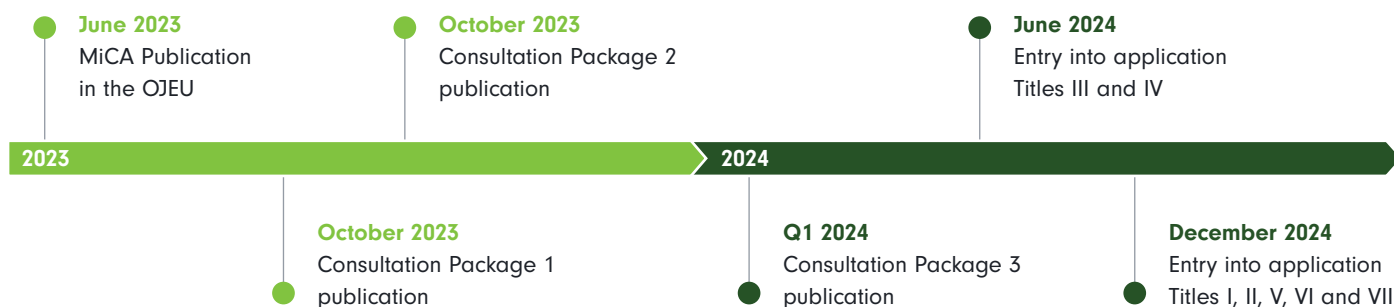 June 2023
MiCA Publication
in the OJEU
October 2023
Consultation Package 2
publication
June 2024
Entry into application
Titles III and IV
2023
2024
October 2023
Consultation Package 1
publication
Q1 2024
Consultation Package 3
publication
December 2024
Entry into application
Titles I, II, V, VI and VII